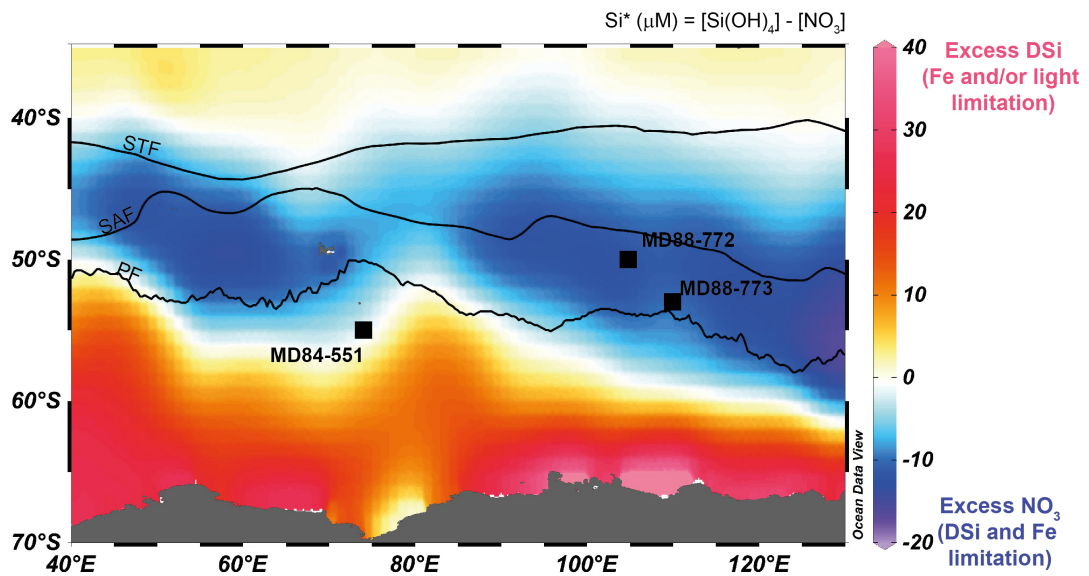 Si* (μM) = [Si(OH)4] - [NO3]
40
Excess DSi
(Fe and/or light
limitation)
30
20
10
0
-10
Excess NO3
(DSi and Fe
limitation)
-20
40°S
50°S
60°S
70°S
STF
SAF
PF
MD88-772
MD88-773
MD84-551
Ocean Data View
40°E
60°E
80°E
100°E
120°E